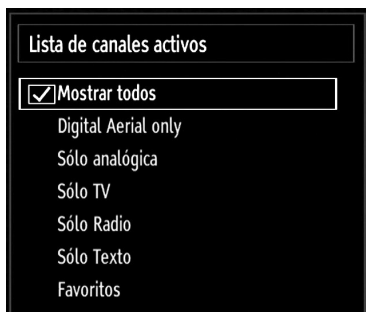 Lista de canales activos
Mostrar todos
Digital Aerial only
Sólo analógica
Sólo TV
Sólo Radio
Sólo Texto
Favoritos